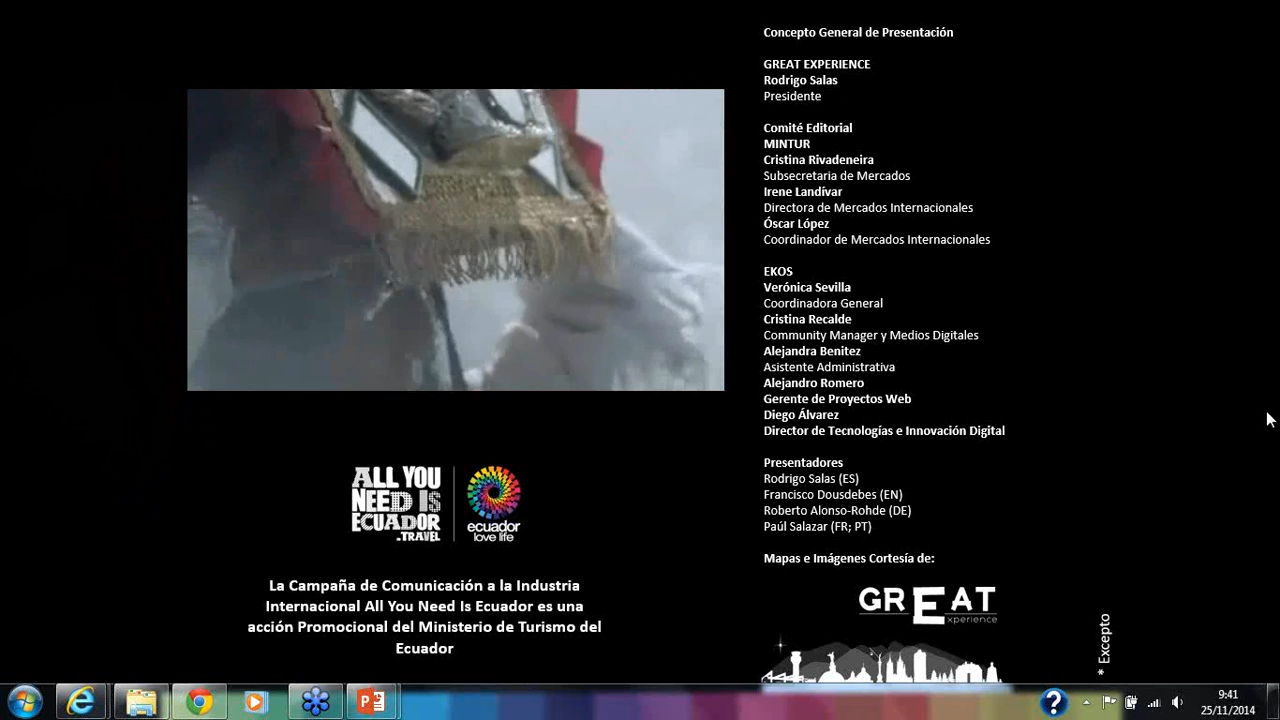 Concepto General de Presentación
GREAT EXPERIENCE
Rodrigo Salas
Presidente
Comité Editorial
MINTUR
Cristina Rivadeneira
Subsecretaria de Mercados
Irene Landívar
Directora de Mercados Internacionales
Óscar López
Coordinador de Mercados Internacionales
EKOS
Verónica Sevilla
Coordinadora General
Cristina Recalde
Community Manager y Medios Digitales
Alejandra Benitez
Asistente Administrativa
Alejandro Romero
Gerente de Proyectos Web
Diego Álvarez
Director de Tecnologías e Innovación Digital
Presentadores
Rodrigo Salas (ES)
Francisco Dousdebes (EN)
Roberto Alonso-Rohde (DE)
Paúl Salazar (FR; PT)
Mapas e Imágenes Cortesía de:
GREAT
xperience
* Excepto
ALL YOU
NEED IS
ECUADOR
.TRAVEL
ecuador
love life
La Campaña de Comunicación a la Industria
Internacional All You Need Is Ecuador es una
acción Promocional del Ministerio de Turismo del
Ecuador
9:41
25/11/2014